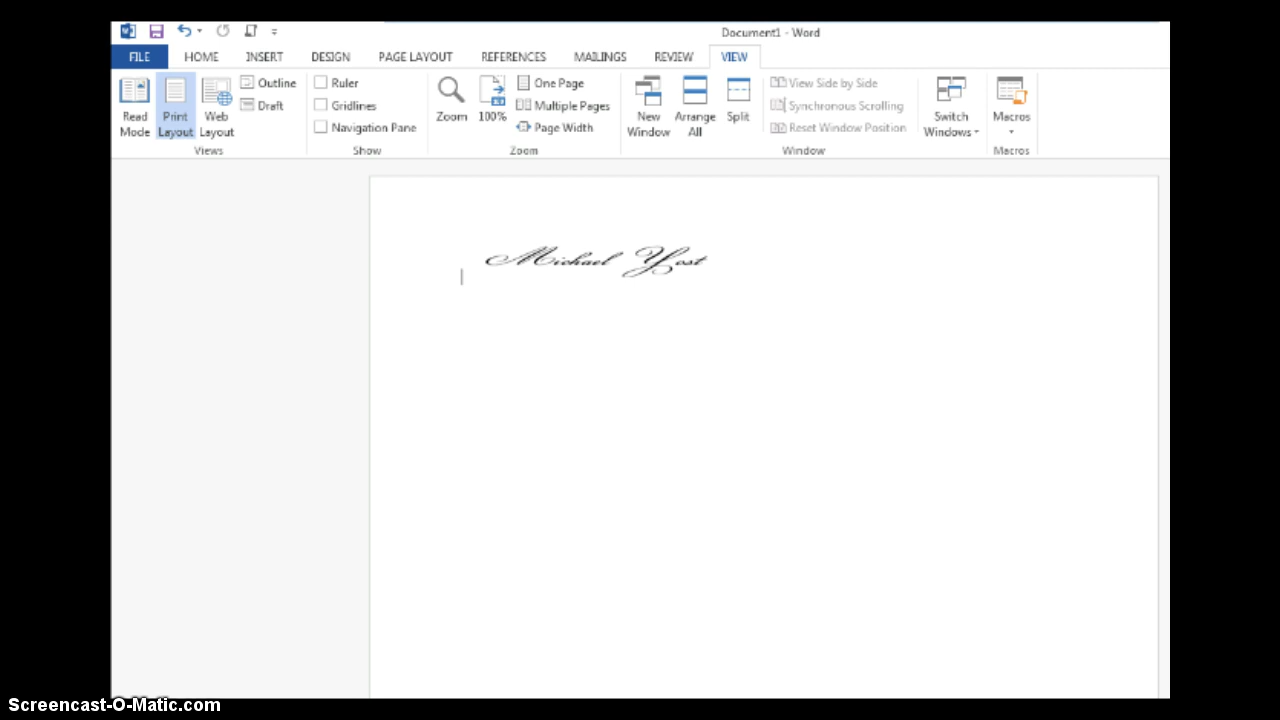 Document1 - Word
FILE HOME INSERT DESIGN PAGE LAYOUT REFERENCES MAILINGS REVIEW VIEW
Read Mode
Print Layout
Web Layout
Outline
Draft
Views
Ruler
Gridlines
Navigation Pane
Show
Zoom
100%
One Page
Multiple Pages
Page Width
Zoom
New Window
Arrange All
Split
View Side by Side
Synchronous Scrolling
Reset Window Position
Window
Switch Windows
Macros
Macros
Michael Yost
Screencast-O-Matic.com